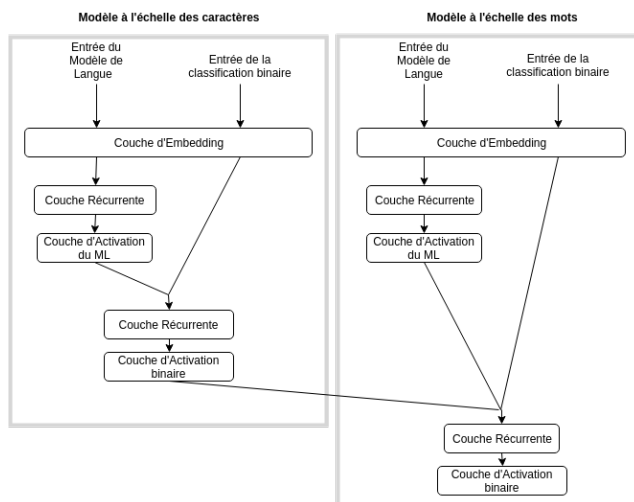 Modèle à l'échelle des caractères
Entrée du
Modèle de
Langue
Entrée de la
classification binaire
Couche d'Embedding
Couche Récurrente
Couche d'Activation
du ML
Couche Récurrente
Couche d'Activation
binaire
Modèle à l'échelle des mots
Entrée du
Modèle de
Langue
Entrée de la
classification binaire
Couche d'Embedding
Couche Récurrente
Couche d'Activation
du ML
Couche Récurrente
Couche d'Activation
binaire